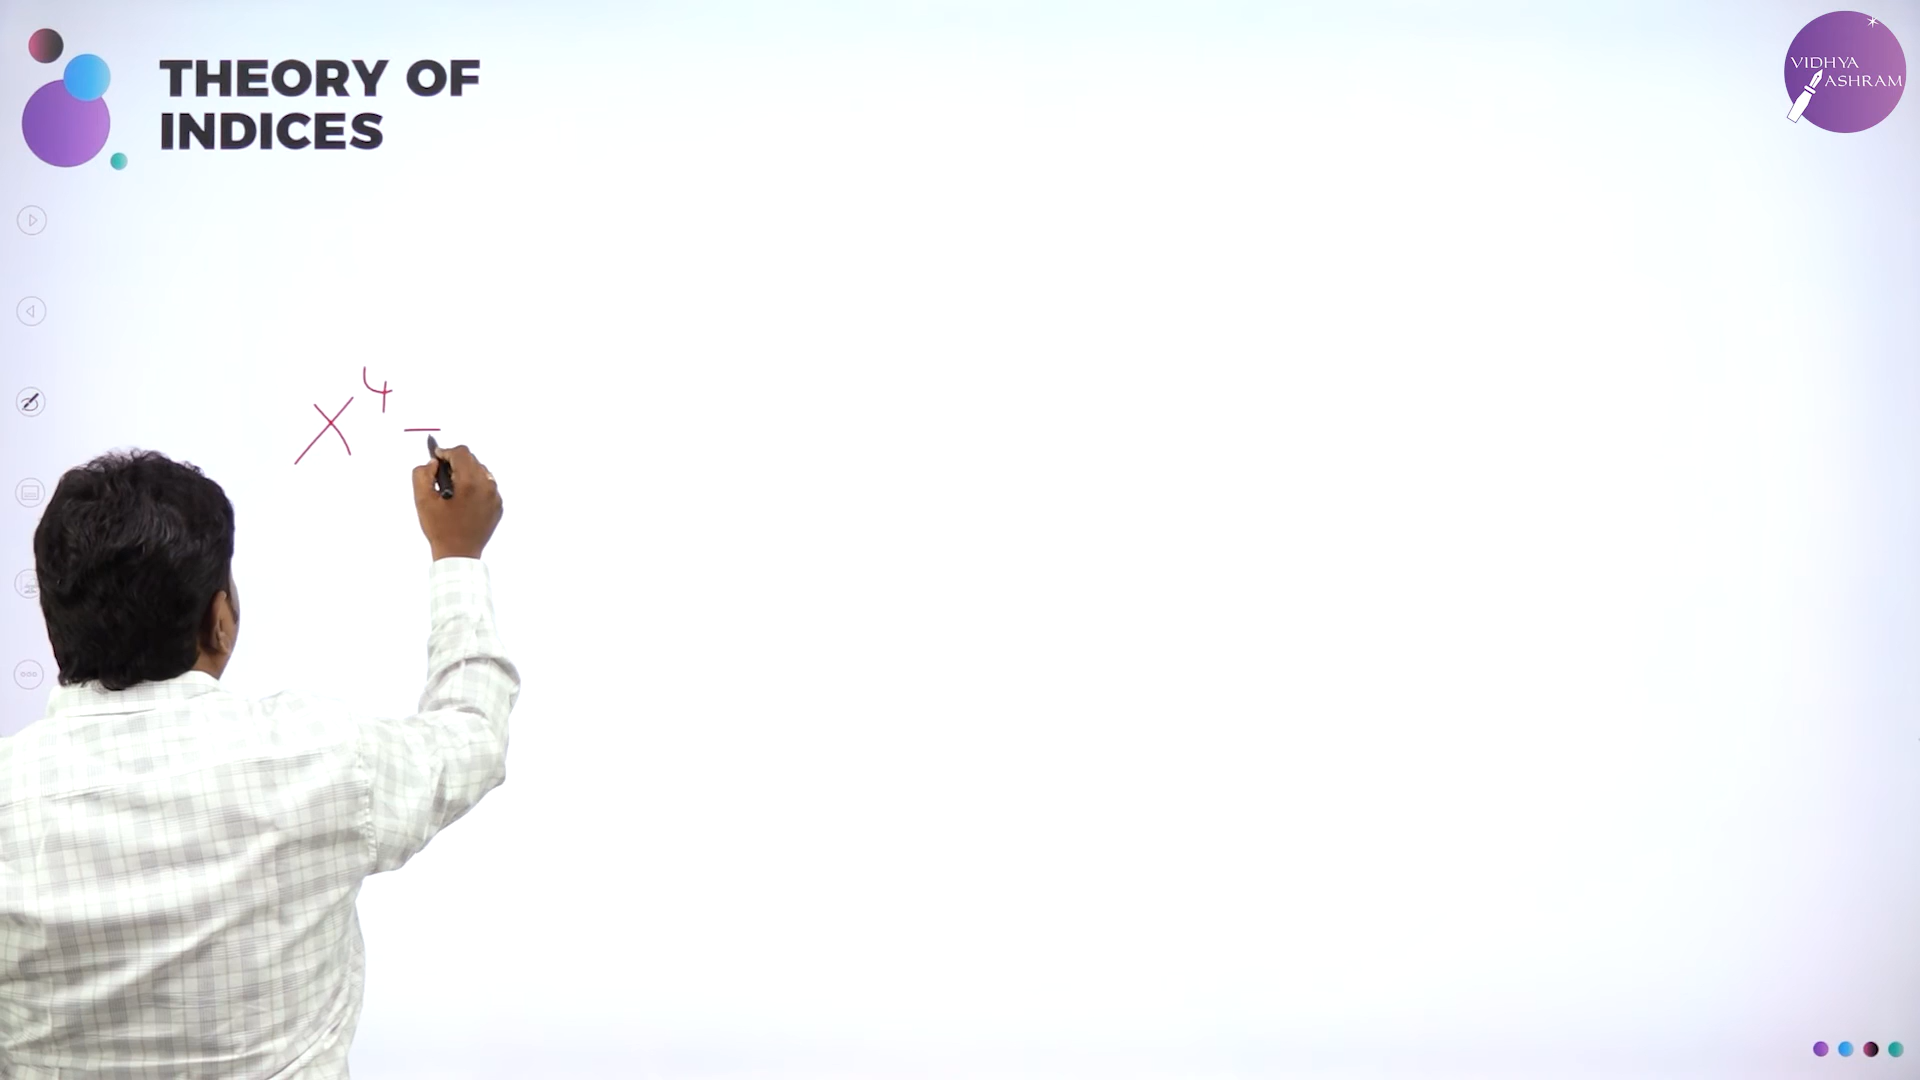 THEORY OF
INDICES
VIDHYA
ASHRAM
x⁴ –